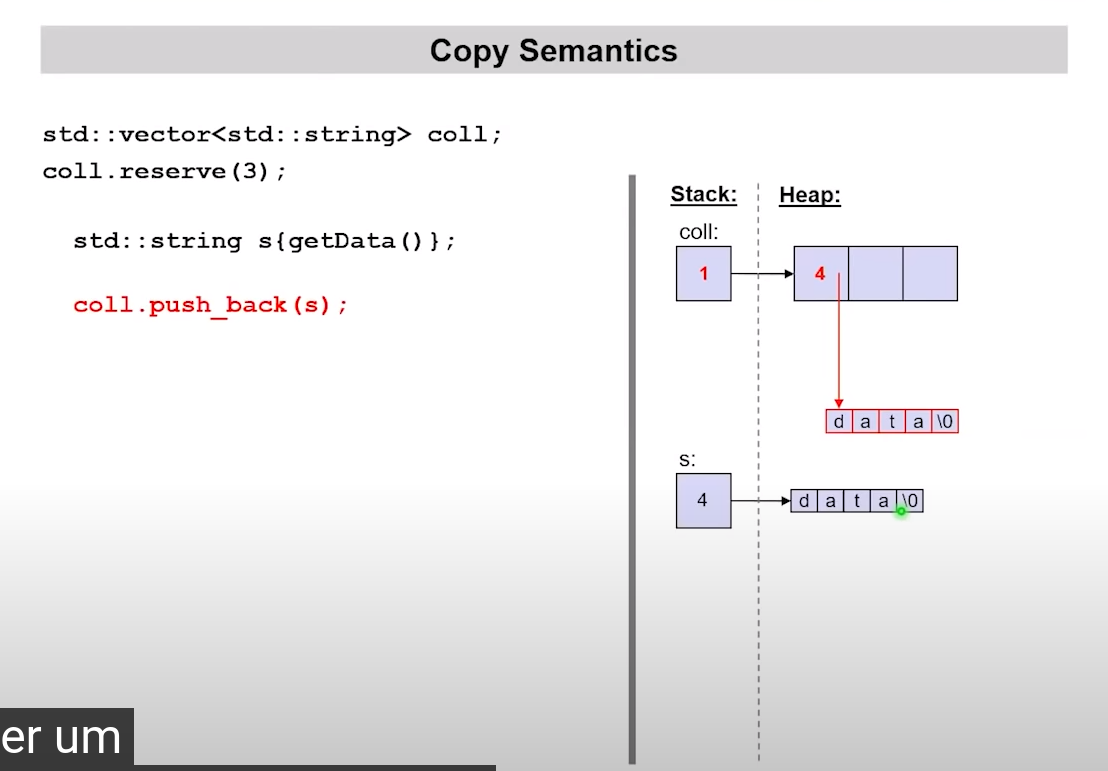 Copy Semantics
std::vector<std::string> coll;
coll.reserve(3);
std::string s{getData()};
coll.push_back(s);
Stack: Heap:
coll:
1 4
d a t a \0
s:
4 d a t a \0
er um